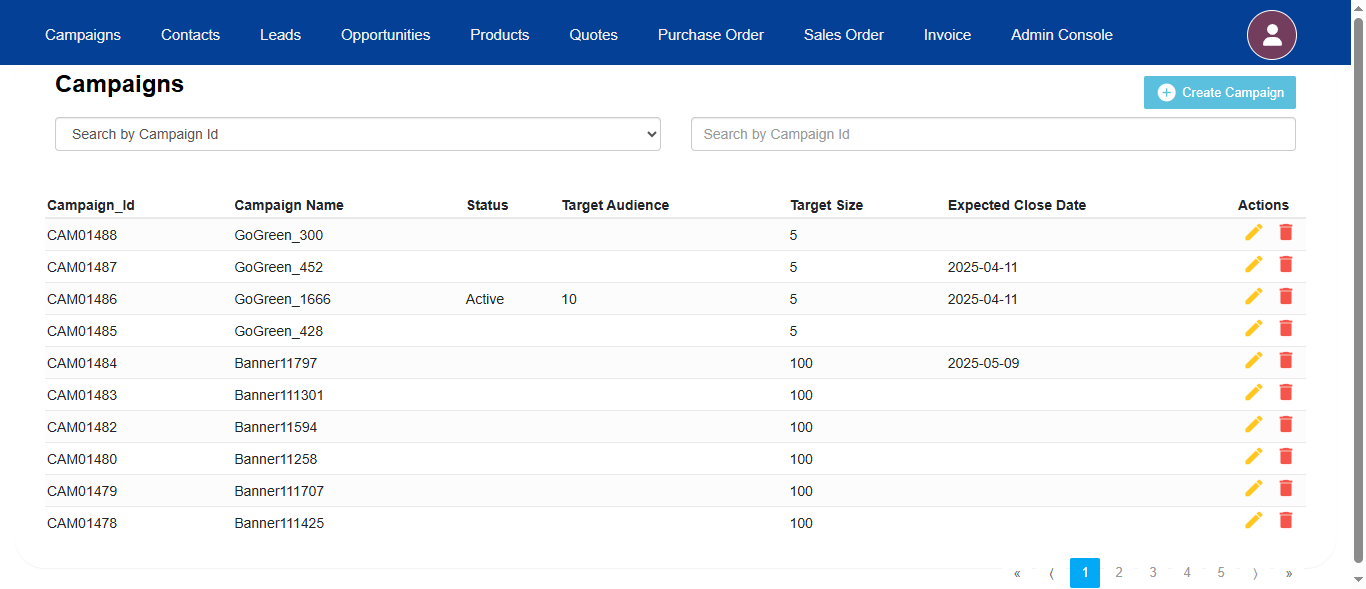 Campaigns Contacts Leads Opportunities Products Quotes Purchase Order Sales Order Invoice Admin Console
Campaigns
Create Campaign
Search by Campaign Id Search by Campaign Id
Campaign_Id Campaign Name Status Target Audience Target Size Expected Close Date Actions
CAM01488 GoGreen_300 5
CAM01487 GoGreen_452 5 2025-04-11
CAM01486 GoGreen_1666 Active 10 5 2025-04-11
CAM01485 GoGreen_428 5
CAM01484 Banner11797 100 2025-05-09
CAM01483 Banner111301 100
CAM01482 Banner11594 100
CAM01480 Banner11258 100
CAM01479 Banner111707 100
CAM01478 Banner111425 100
« ⟨ 1 2 3 4 5 ⟩ »